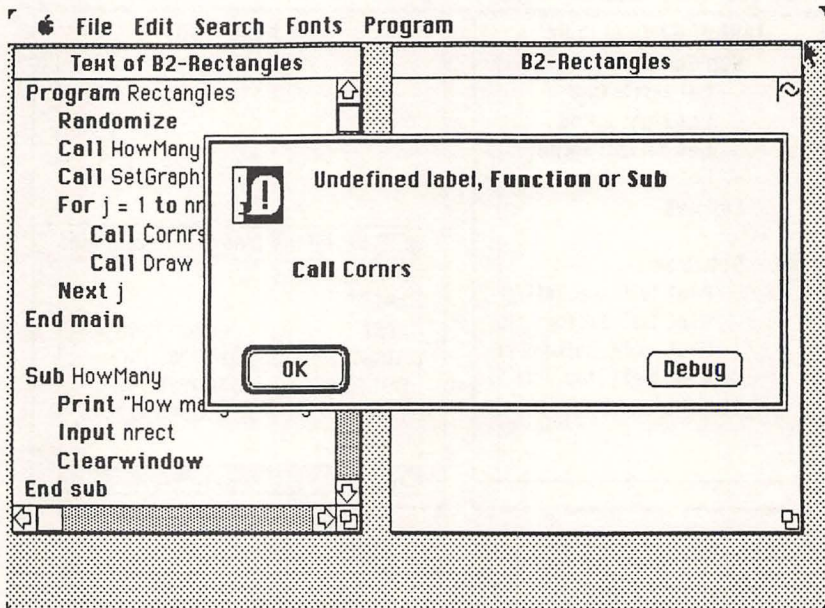 File Edit Search Fonts Program
Text of B2-Rectangles
Program Rectangles
Randomize
Call HowMany
Call SetGraph
For j = 1 to nr
Call Cornrs
Call Draw
Next j
End main
Sub HowMany
Print "How ma
Input nrect
Clearwindow
End sub
B2-Rectangles
Undefined label, Function or Sub
Call Cornrs
OK
Debug